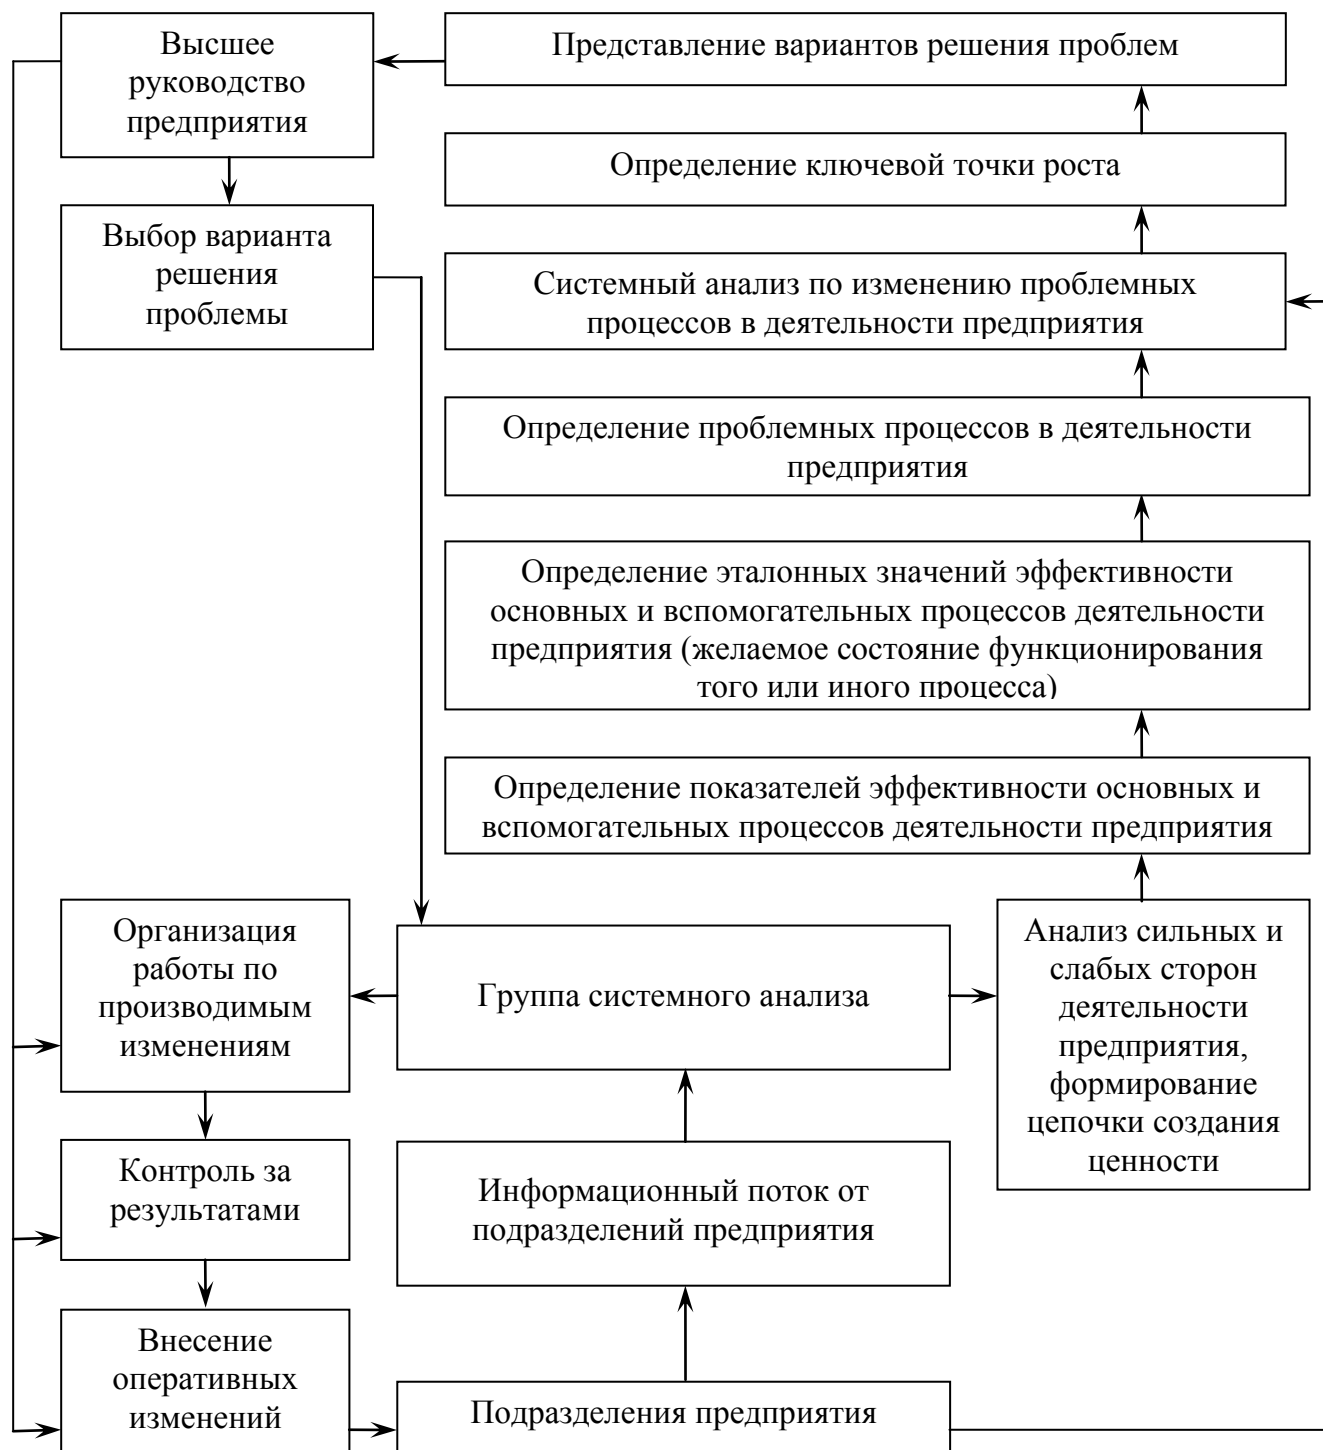 Высшее
руководство
предприятия
Представление вариантов решения проблем
Определение ключевой точки роста
Выбор варианта
решения
проблемы
Системный анализ по изменению проблемных
процессов в деятельности предприятия
Определение проблемных процессов в деятельности
предприятия
Определение эталонных значений эффективности
основных и вспомогательных процессов деятельности
предприятия (желаемое состояние функционирования
того или иного процесса)
Определение показателей эффективности основных и
вспомогательных процессов деятельности предприятия
Организация
работы по
производимым
изменениям
Группа системного анализа
Анализ сильных и
слабых сторон
деятельности
предприятия,
формирование
цепочки создания
ценности
Контроль за
результатами
Информационный поток от
подразделений предприятия
Внесение
оперативных
изменений
Подразделения предприятия